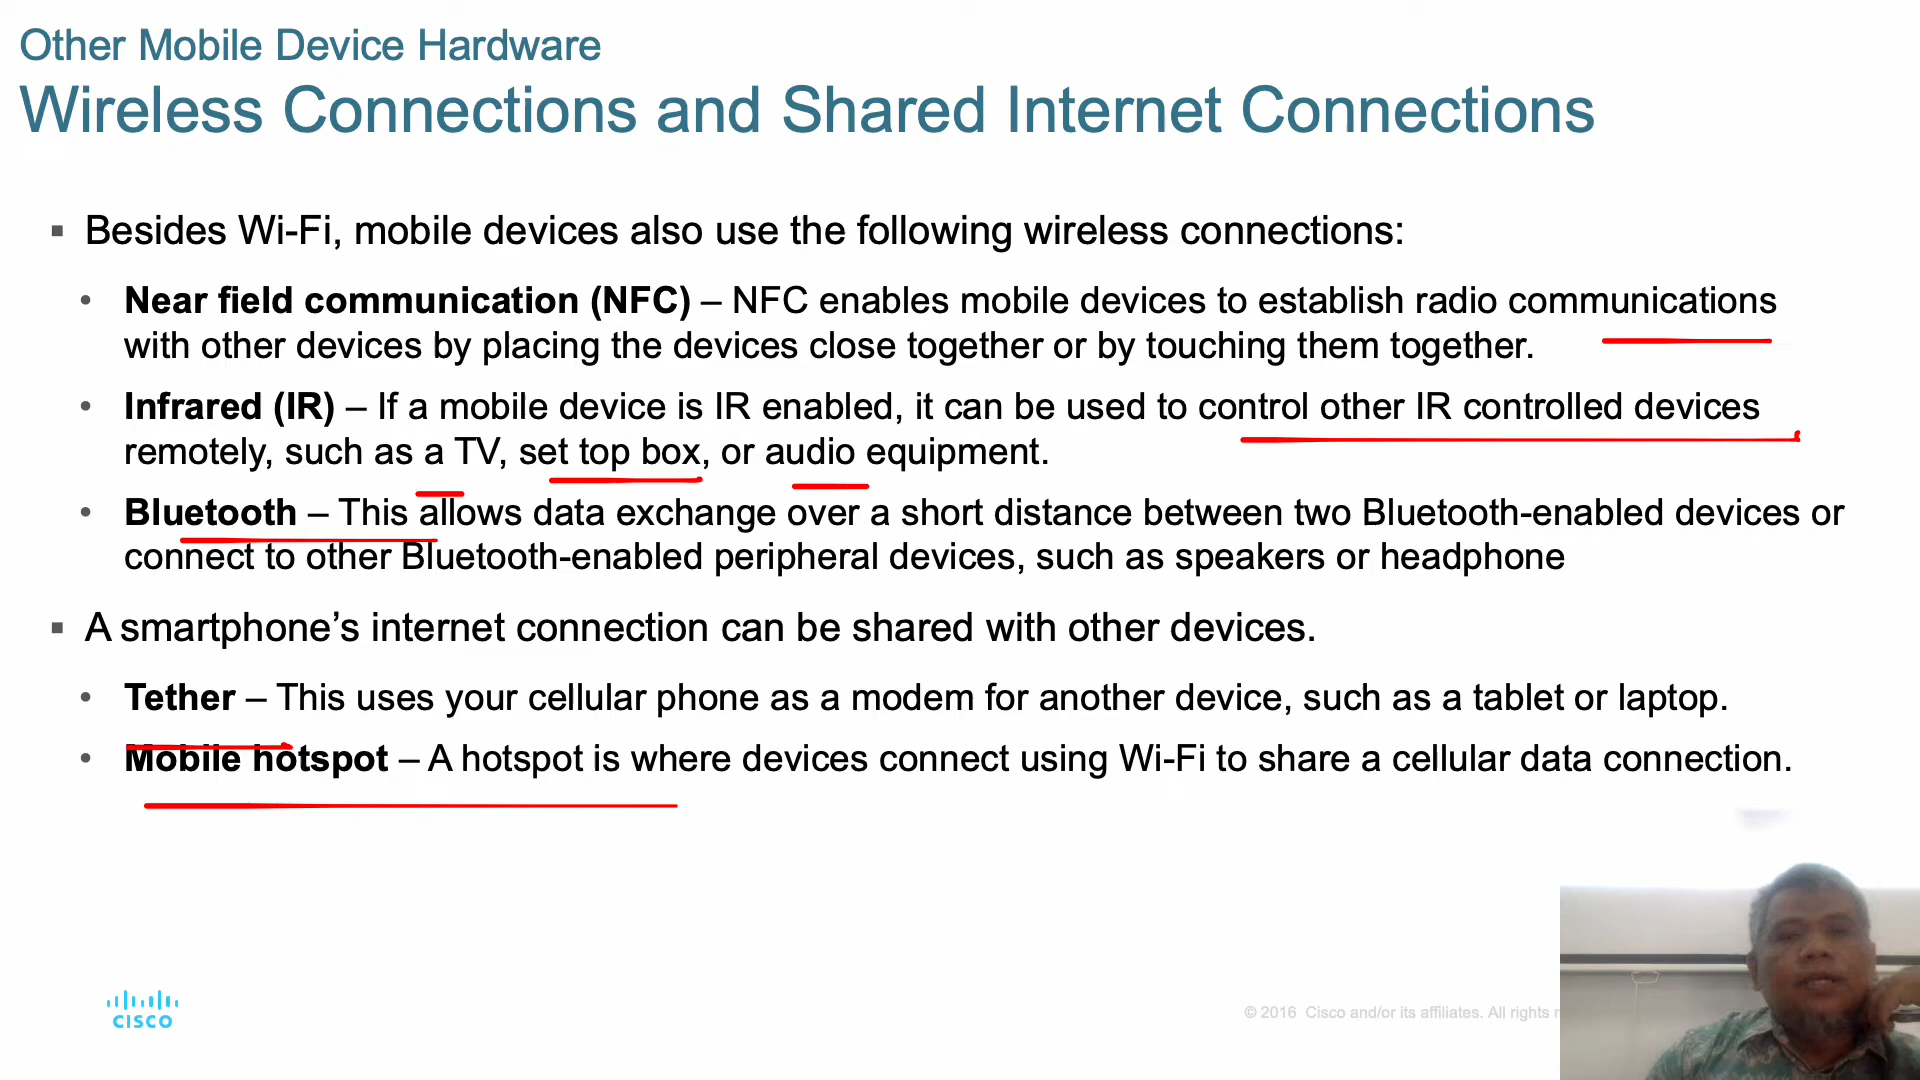 Other Mobile Device Hardware
Wireless Connections and Shared Internet Connections
▪ Besides Wi-Fi, mobile devices also use the following wireless connections:
• Near field communication (NFC) – NFC enables mobile devices to establish radio communications
with other devices by placing the devices close together or by touching them together.
• Infrared (IR) – If a mobile device is IR enabled, it can be used to control other IR controlled devices
remotely, such as a TV, set top box, or audio equipment.
• Bluetooth – This allows data exchange over a short distance between two Bluetooth-enabled devices or
connect to other Bluetooth-enabled peripheral devices, such as speakers or headphone
▪ A smartphone’s internet connection can be shared with other devices.
• Tether – This uses your cellular phone as a modem for another device, such as a tablet or laptop.
• Mobile hotspot – A hotspot is where devices connect using Wi-Fi to share a cellular data connection.
CISCO
© 2016 Cisco and/or its affiliates. All rights